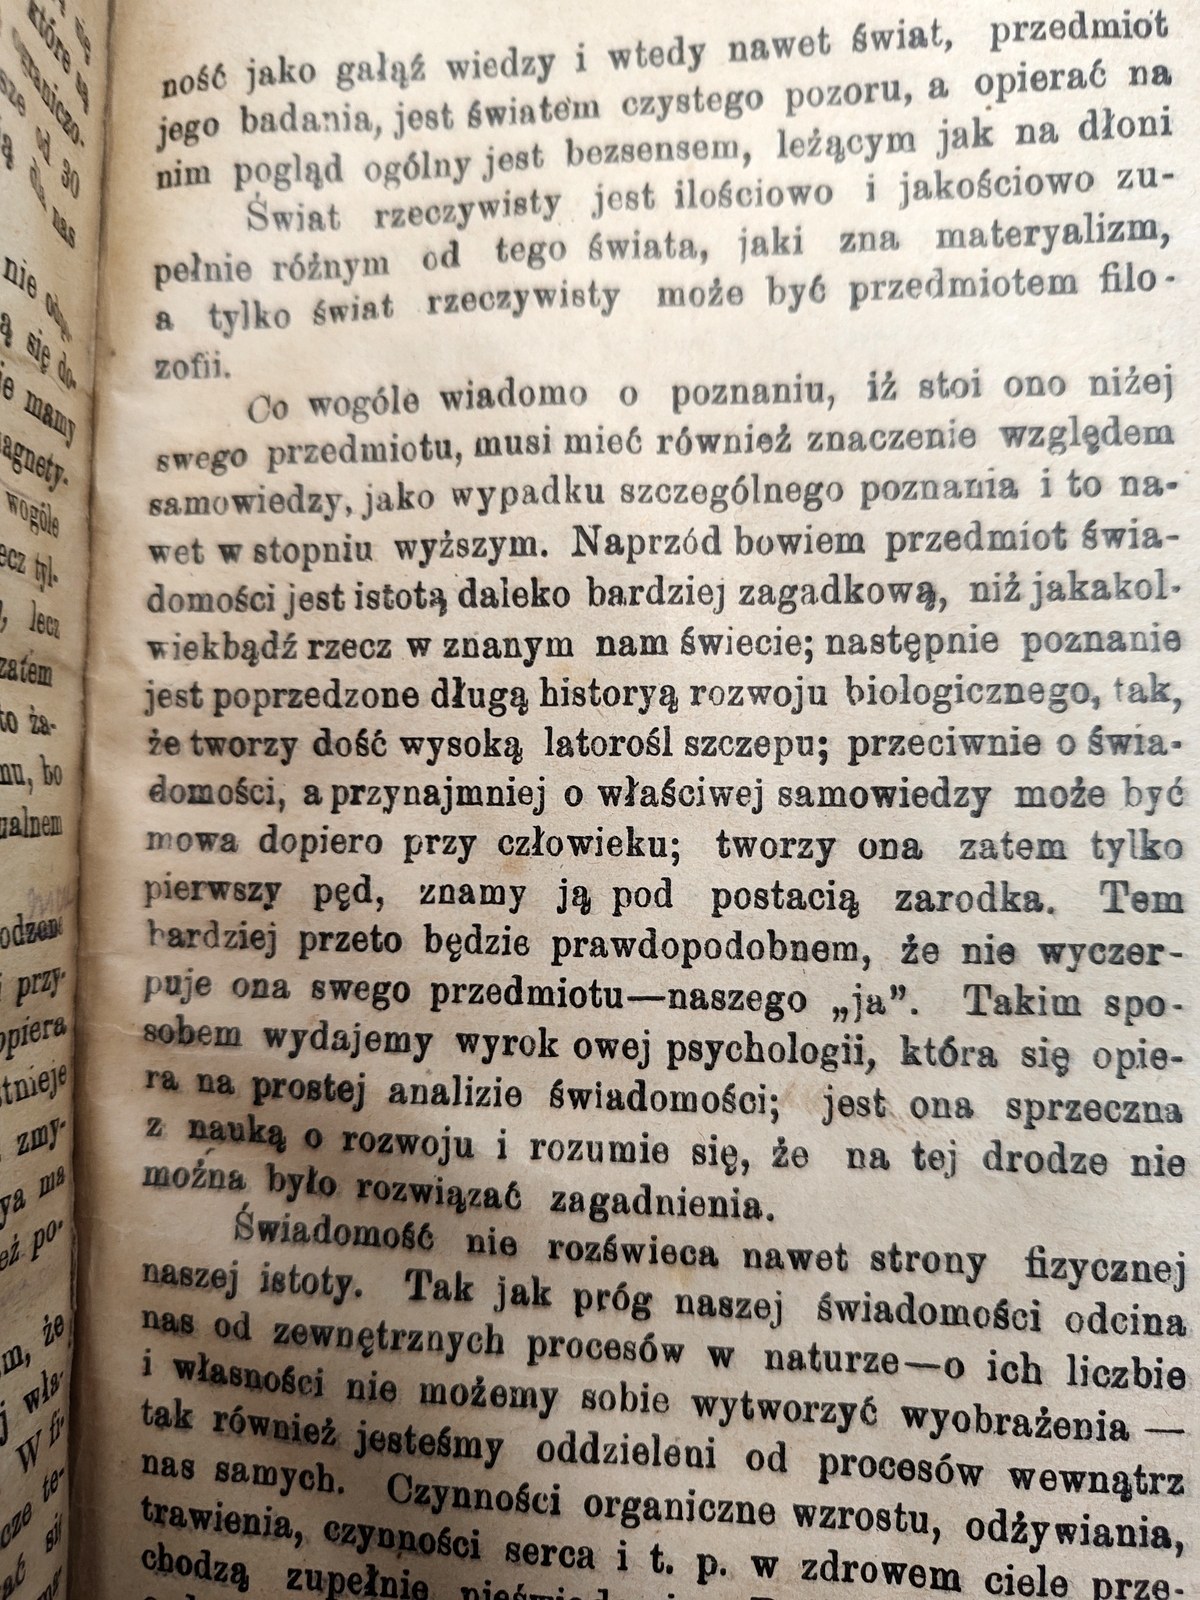 ność jako gałąź wiedzy i wtedy nawet świat, przedmiot
jego badania, jest światem czystego pozoru, a opierać na
nim pogląd ogólny jest bezsensem, leżącym jak na dłoni
Świat rzeczywisty jest ilościowo i jakościowo zu-
pełnie różnym od tego świata, jaki zna materyalizm,
a tylko świat rzeczywisty może być przedmiotem filo-
zofii.
Co wogóle wiadomo o poznaniu, iż stoi ono niżej
swego przedmiotu, musi mieć również znaczenie względem
samowiedzy, jako wypadku szczególnego poznania i to na-
wet w stopniu wyższym. Naprzód bowiem przedmiot świa-
domości jest istotą daleko bardziej zagadkową, niż jakakol-
wiekbądź rzecz w znanym nam świecie; następnie poznanie
jest poprzedzone długą historyą rozwoju biologicznego, tak,
że tworzy dość wysoką latorośl szczepu; przeciwnie o świa-
domości, a przynajmniej o właściwej samowiedzy może być
mowa dopiero przy człowieku; tworzy ona zatem tylko
pierwszy pęd, znamy ją pod postacią zarodka. Tem
bardziej przeto będzie prawdopodobnem, że nie wyczer-
puje ona swego przedmiotu—naszego „ja”. Takim spo-
sobem wydajemy wyrok owej psychologii, która się opie-
ra na prostej analizie świadomości; jest ona sprzeczna
z nauką o rozwoju i rozumie się, że na tej drodze nie
można było rozwiązać zagadnienia.
Świadomość nie rozświeca nawet strony fizycznej
naszej istoty. Tak jak próg naszej świadomości odcina
nas od zewnętrznych procesów w naturze—o ich liczbie
i własności nie możemy sobie wytworzyć wyobrażenia —
tak również jesteśmy oddzieleni od procesów wewnątrz
nas samych. Czynności organiczne wzrostu, odżywiania,
trawienia, czynności serca i t. p. w zdrowem ciele prze-
chodzą zupełnie